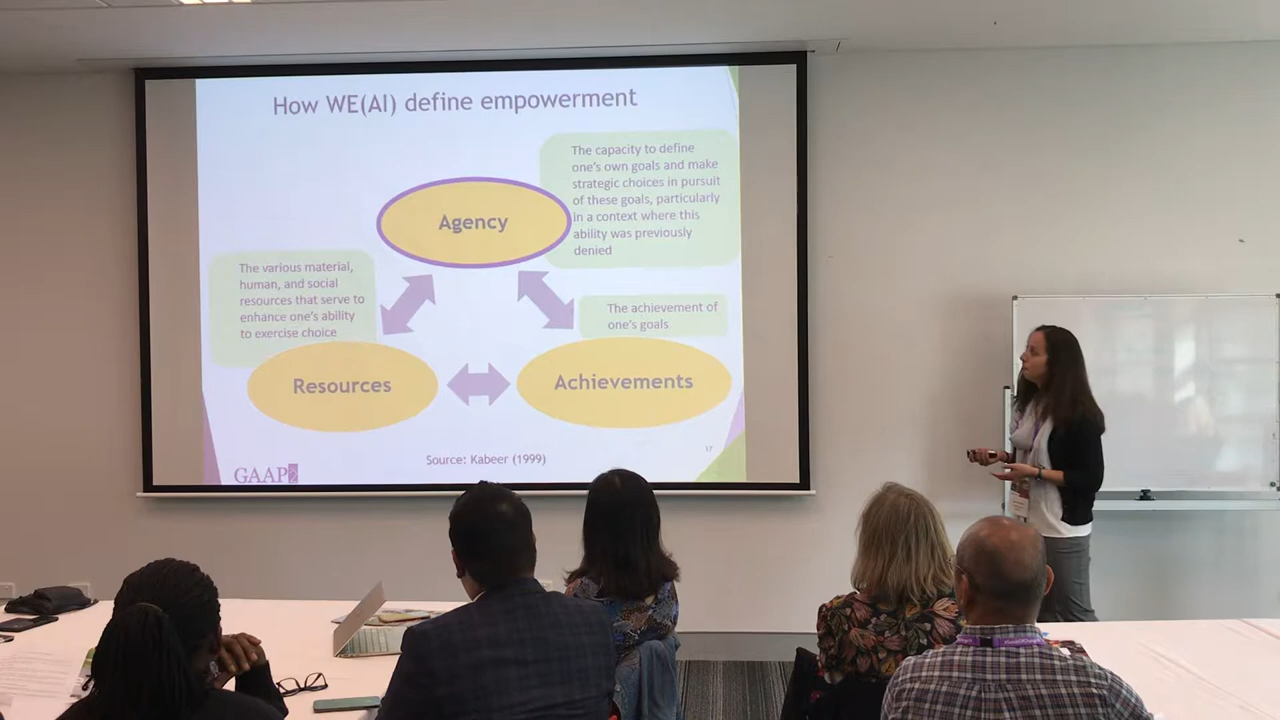 How WE(AI) define empowerment
The capacity to define
one's own goals and make
strategic choices in pursuit
of these goals, particularly
in a context where this
ability was previously
denied
Agency
The various material,
human, and social
resources that serve to
enhance one's ability
to exercise choice
The achievement of
one's goals
Resources
Achievements
Source: Kabeer (1999)
17
GAAP2